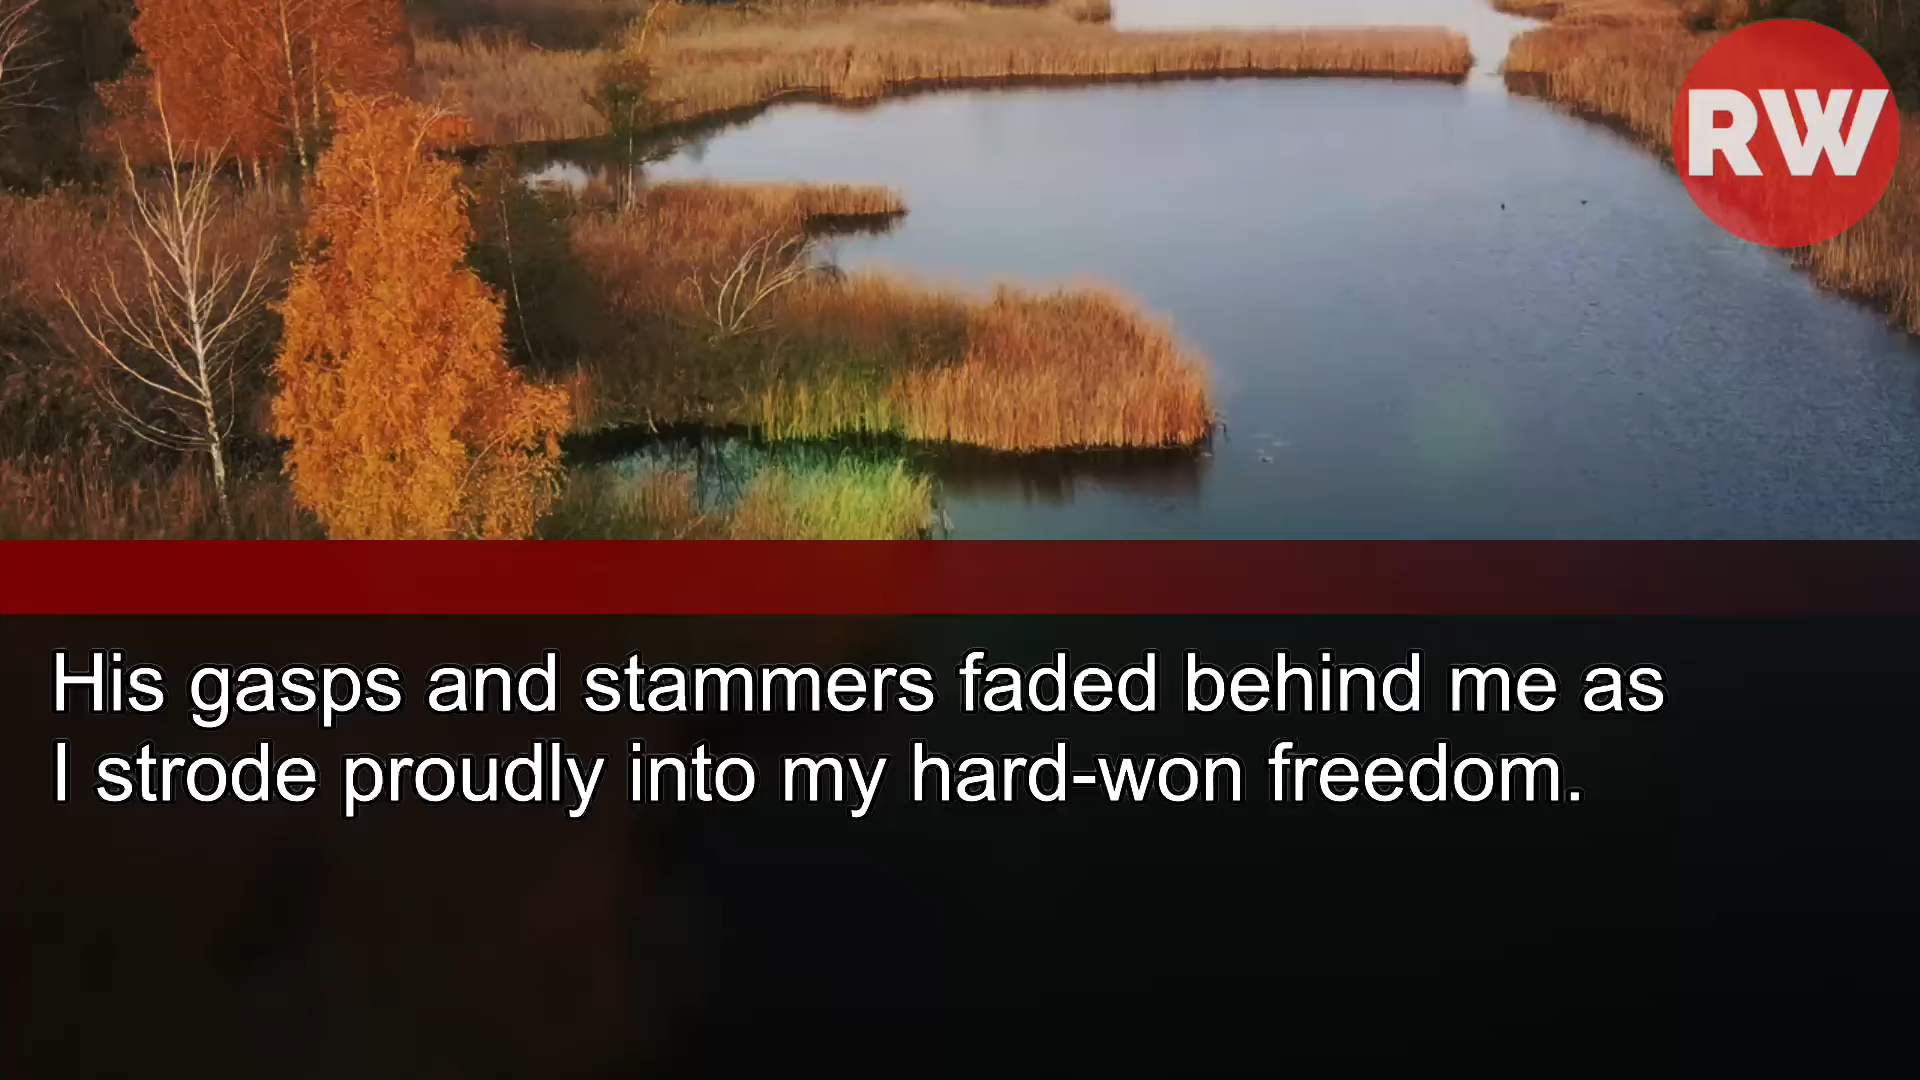 RW
His gasps and stammers faded behind me as
I strode proudly into my hard-won freedom.